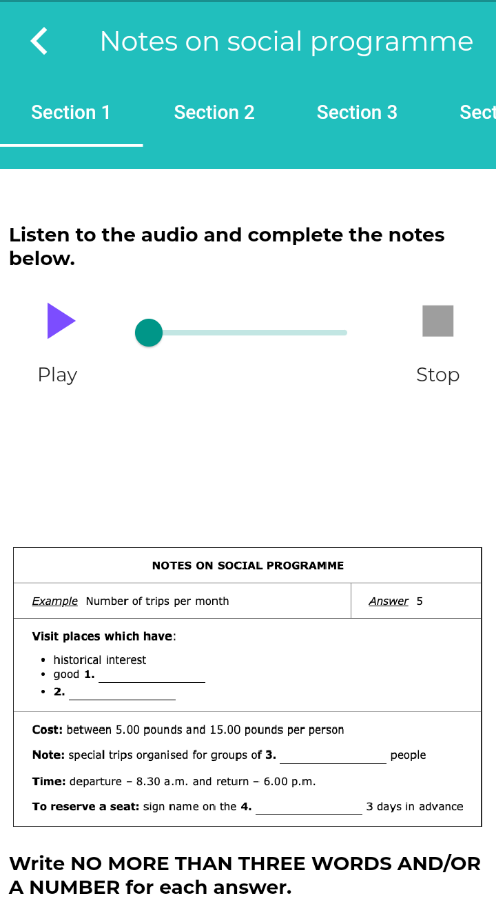 Notes on social programme
Section 1 Section 2 Section 3 Sect
Listen to the audio and complete the notes
below.
Play Stop
NOTES ON SOCIAL PROGRAMME
Example Number of trips per month Answer 5
Visit places which have:
• historical interest
• good 1. ____________
• 2. ____________
Cost: between 5.00 pounds and 15.00 pounds per person
Note: special trips organised for groups of 3. ____________ people
Time: departure – 8.30 a.m. and return – 6.00 p.m.
To reserve a seat: sign name on the 4. ____________ 3 days in advance
Write NO MORE THAN THREE WORDS AND/OR
A NUMBER for each answer.